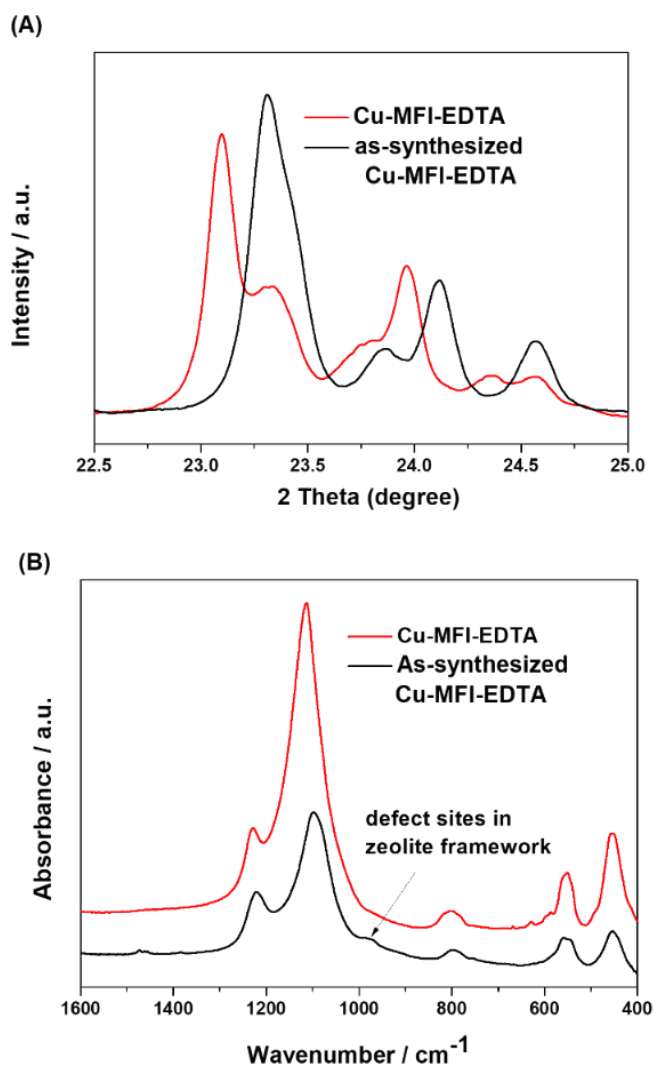 (A)
Cu-MFI-EDTA
as-synthesized
Cu-MFI-EDTA
Intensity / a.u.
22.5 23.0 23.5 24.0 24.5 25.0
2 Theta (degree)
(B)
Cu-MFI-EDTA
As-synthesized
Cu-MFI-EDTA
defect sites in
zeolite framework
Absorbance / a.u.
1600 1400 1200 1000 800 600 400
Wavenumber / cm⁻¹